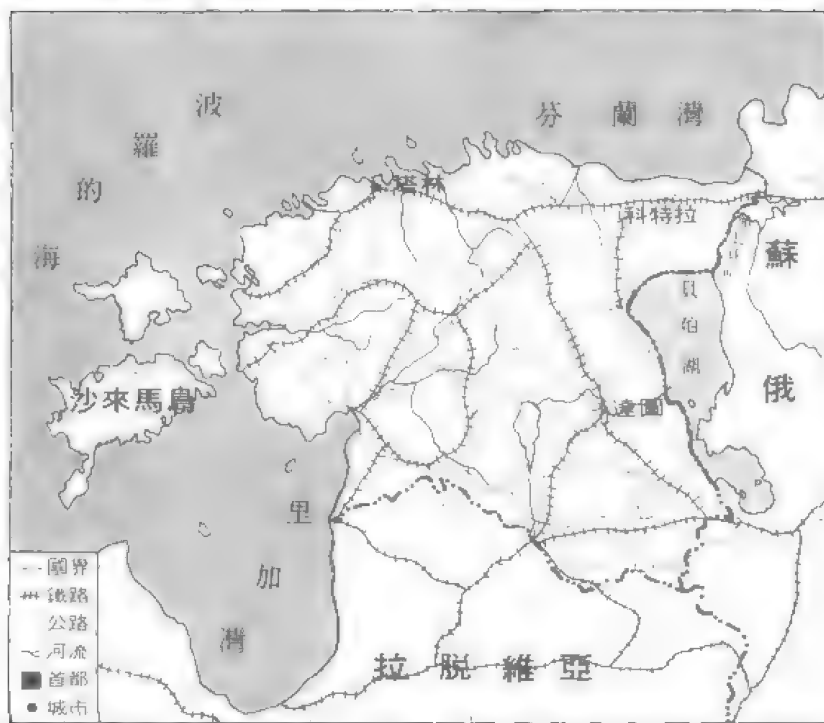 波羅的海
芬蘭灣
塔林
科特拉
蘇俄
貝伯湖
沙來馬島
達圖
里加灣
拉脱維亞
國界
鐵路
公路
河流
首都
城市